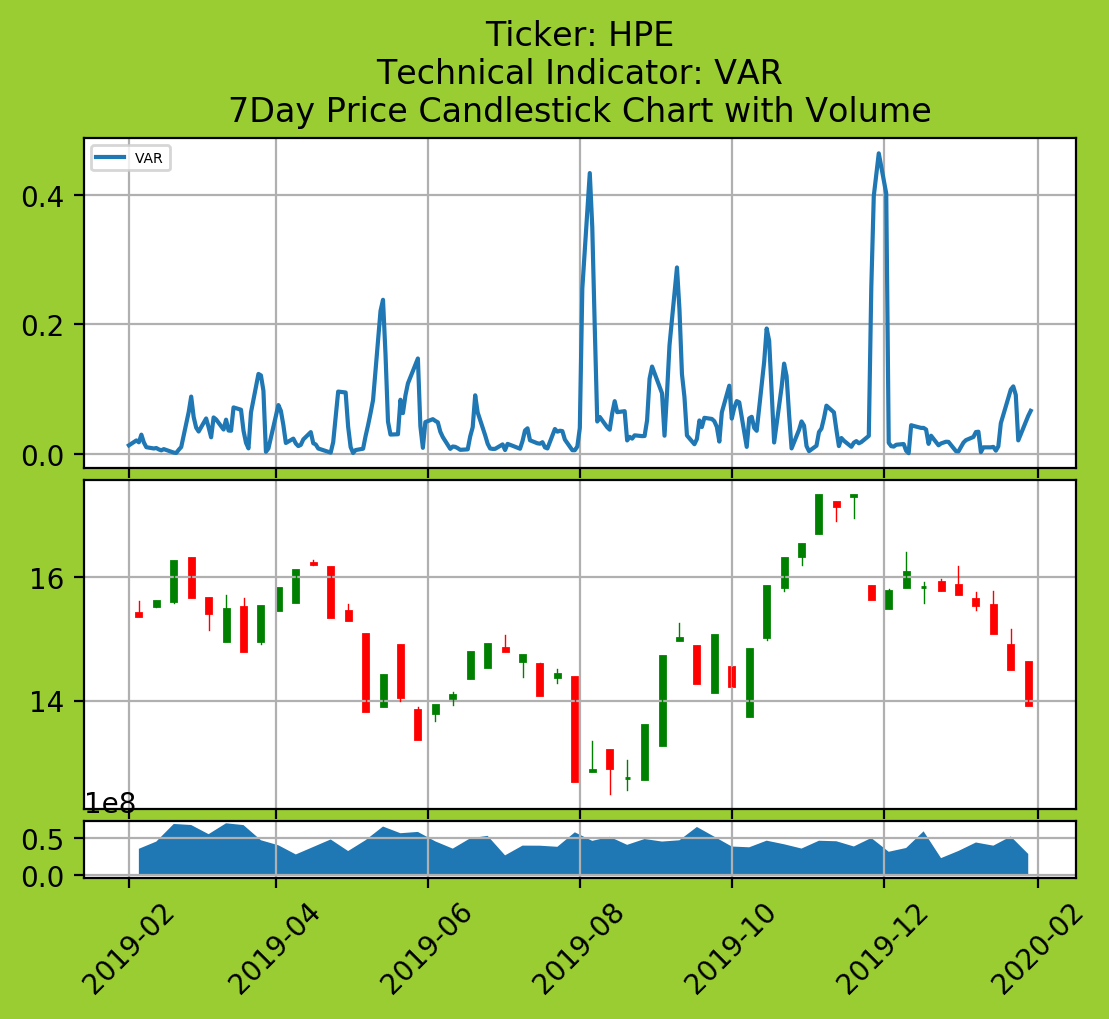 Ticker: HPE
Technical Indicator: VAR
7Day Price Candlestick Chart with Volume
VAR
0.4
0.2
0.0
16
14
1e8
0.5
0.0
2019-02
2019-04
2019-06
2019-08
2019-10
2019-12
2020-02